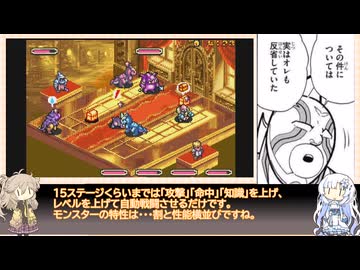 その件に
ついては
実はオレも
反省していた
15ステージくらいまでは「攻撃」「命中」「知識」を上げ、
レベルを上げて自動戦闘させるだけです。
モンスターの特性は・・・割と性能横並びですね。